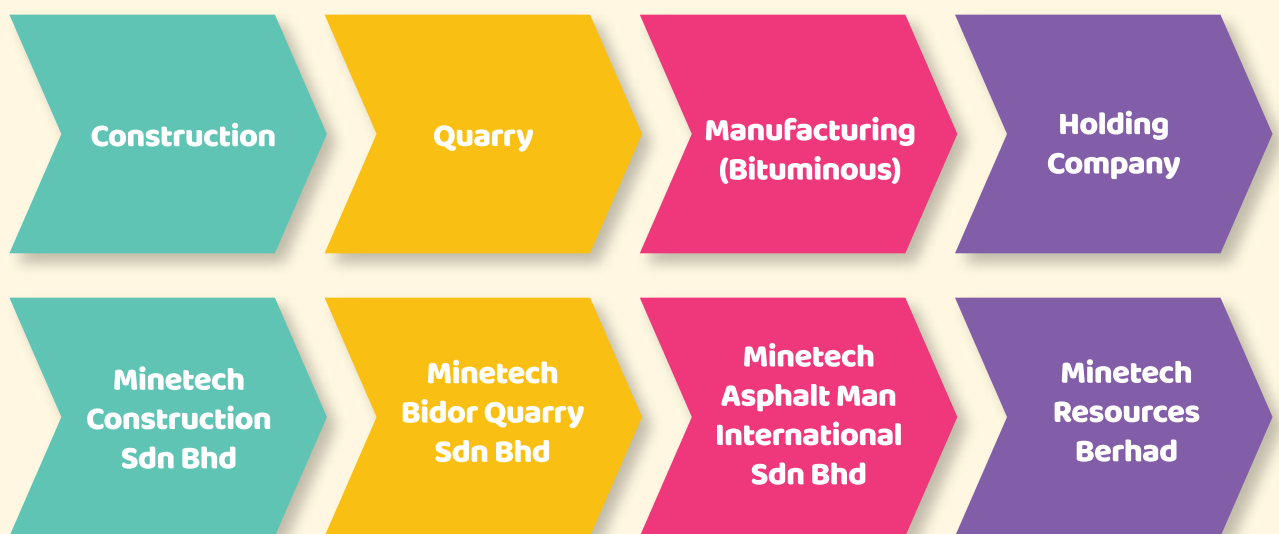 Construction
Quarry
Manufacturing
(Bituminous)
Holding
Company
Minetech
Construction
Sdn Bhd
Minetech
Bidor Quarry
Sdn Bhd
Minetech
Asphalt Man
International
Sdn Bhd
Minetech
Resources
Berhad